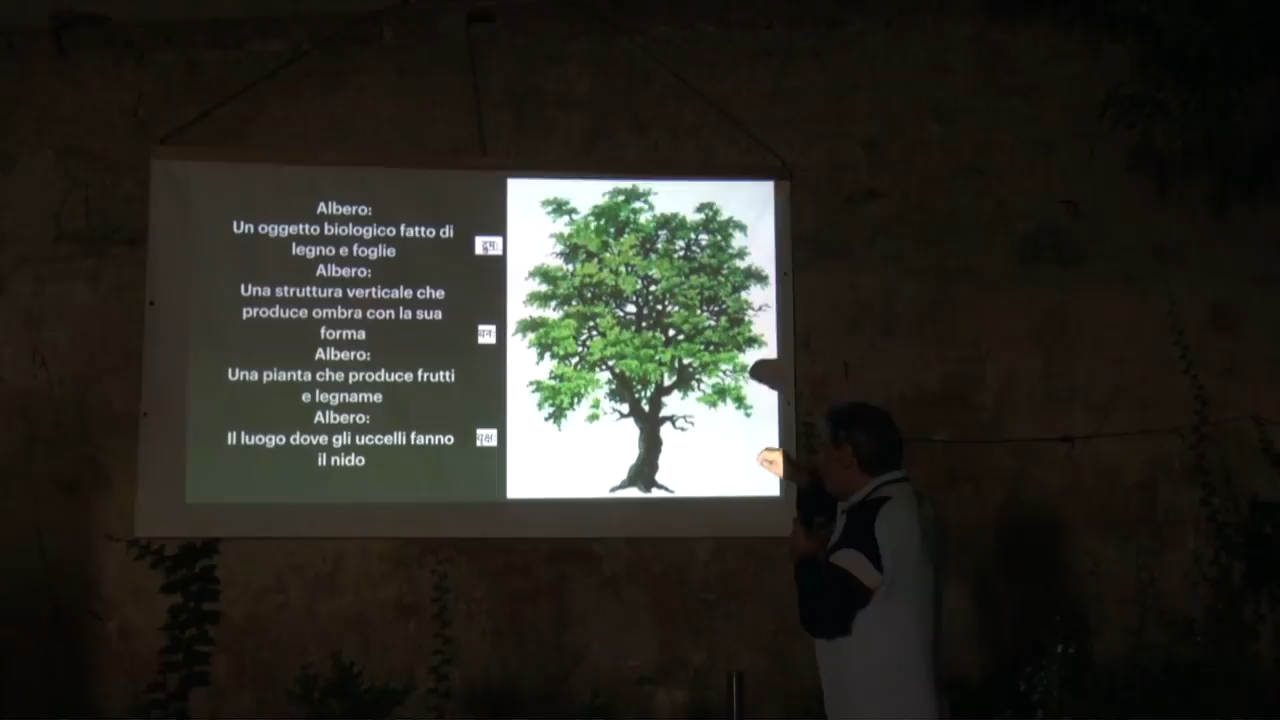 Albero:
Un oggetto biologico fatto di
legno e foglie
द्रुमः
Albero:
Una struttura verticale che
produce ombra con la sua
forma
Albero:
Una pianta che produce frutti
e legname
Albero:
Il luogo dove gli uccelli fanno
il nido